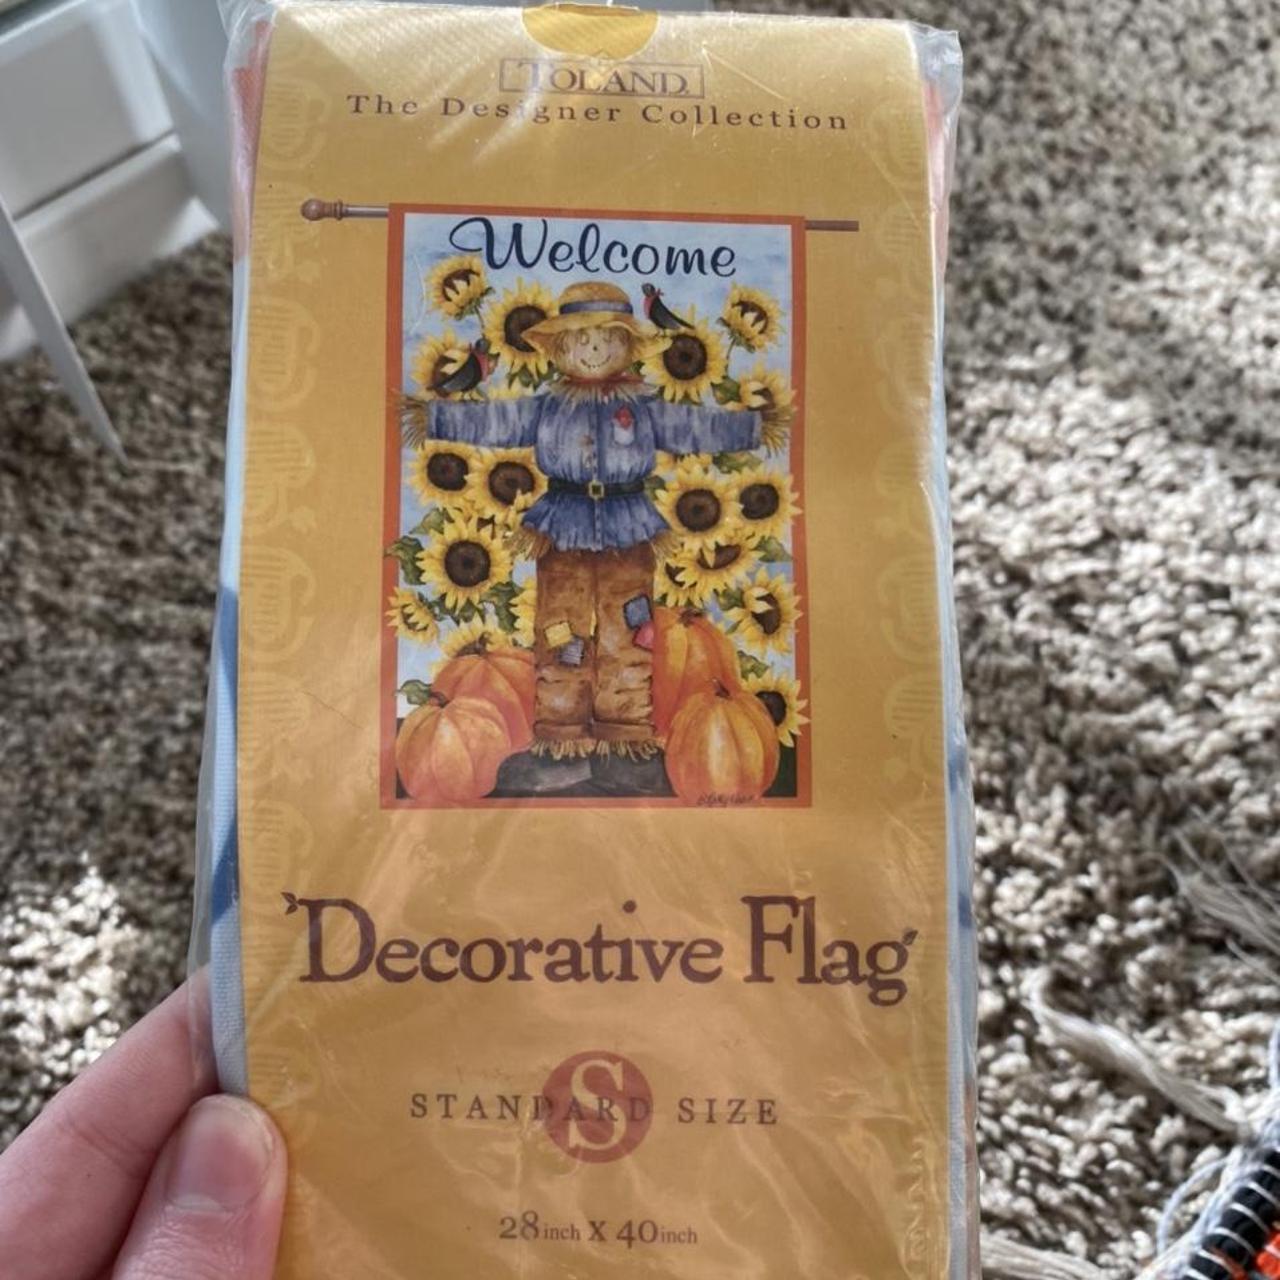 TOLAND.
The Designer Collection
Welcome
Decorative Flag
S
STANDARD SIZE
28inch X 40inch